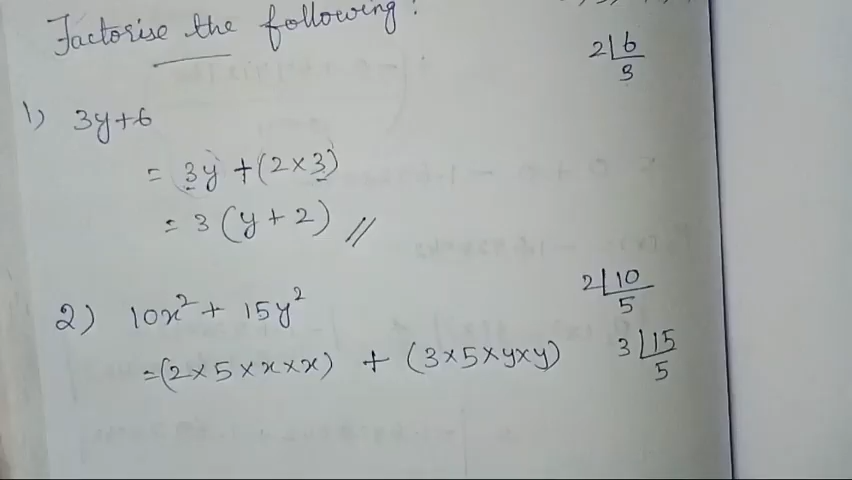 Factorise the following:
2 6
3
1) 3y+6
= 3y + (2×3)
= 3 (y + 2) //
2) 10x² + 15y²
2 10
5
= (2×5×x×x) + (3×5×y×y)
3 15
5